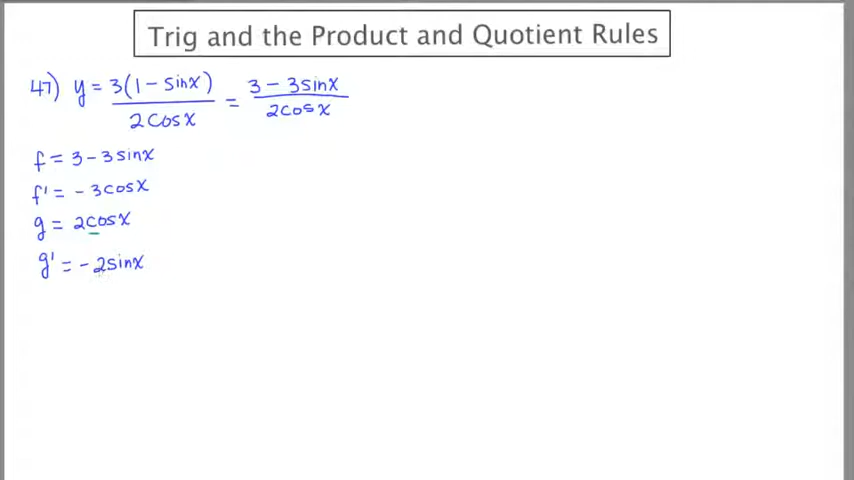 Trig and the Product and Quotient Rules
47) y = 3(1 - sinx) / 2cosx = 3 - 3sinx / 2cosx
f = 3 - 3sinx
f' = - 3cosx
g = 2cosx
g' = - 2sinx